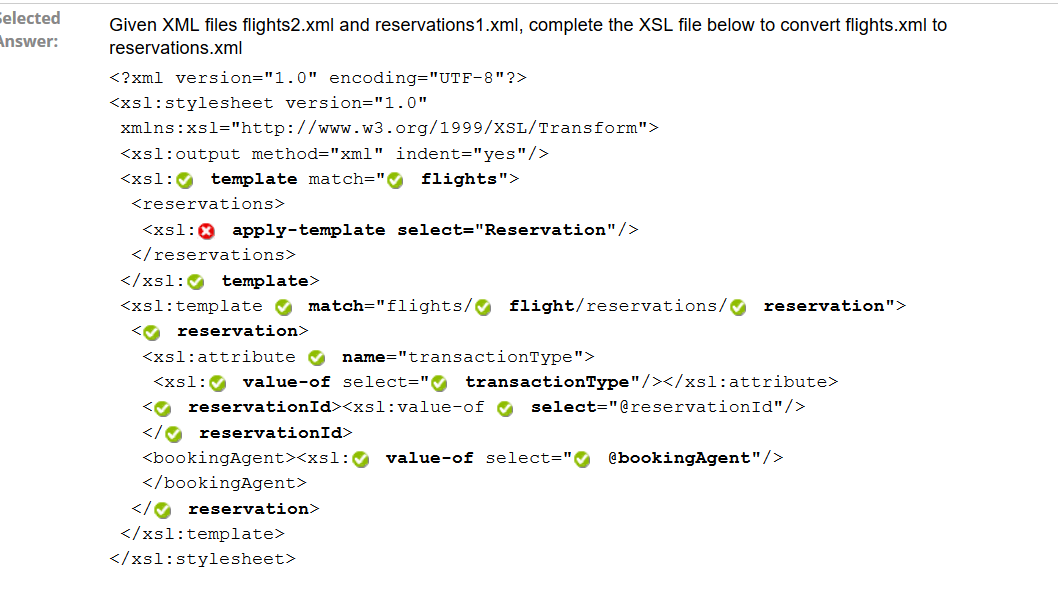 Given XML files flights2.xml and reservations1.xml, complete the XSL file below to convert flights.xml to
Answer:
reservations.xml
<?xml version="1.0" encoding="UTF-8"?>
<xsl:stylesheet version="1.0"
xmlns:xsl="http://www.w3.org/1999/XSL/Transform">
<xsl:output method="xml" indent="yes"/>
<xsl: template match=" flights">
<reservations>
<xsl: apply-template select="Reservation"/>
</reservations>
</xsl: template>
<xsl:template match="flights/ flight/reservations/ reservation">
< reservation>
<xsl:attribute name="transactionType">
<xsl: value-of select=" transactionType"/></xsl:attribute>
< reservationId><xsl:value-of select="@reservationId"/>
</ reservationId>
<bookingAgent><xsl: value-of select=" @bookingAgent"/>
</bookingAgent>
</ reservation>
</xsl:template>
</xsl:stylesheet>